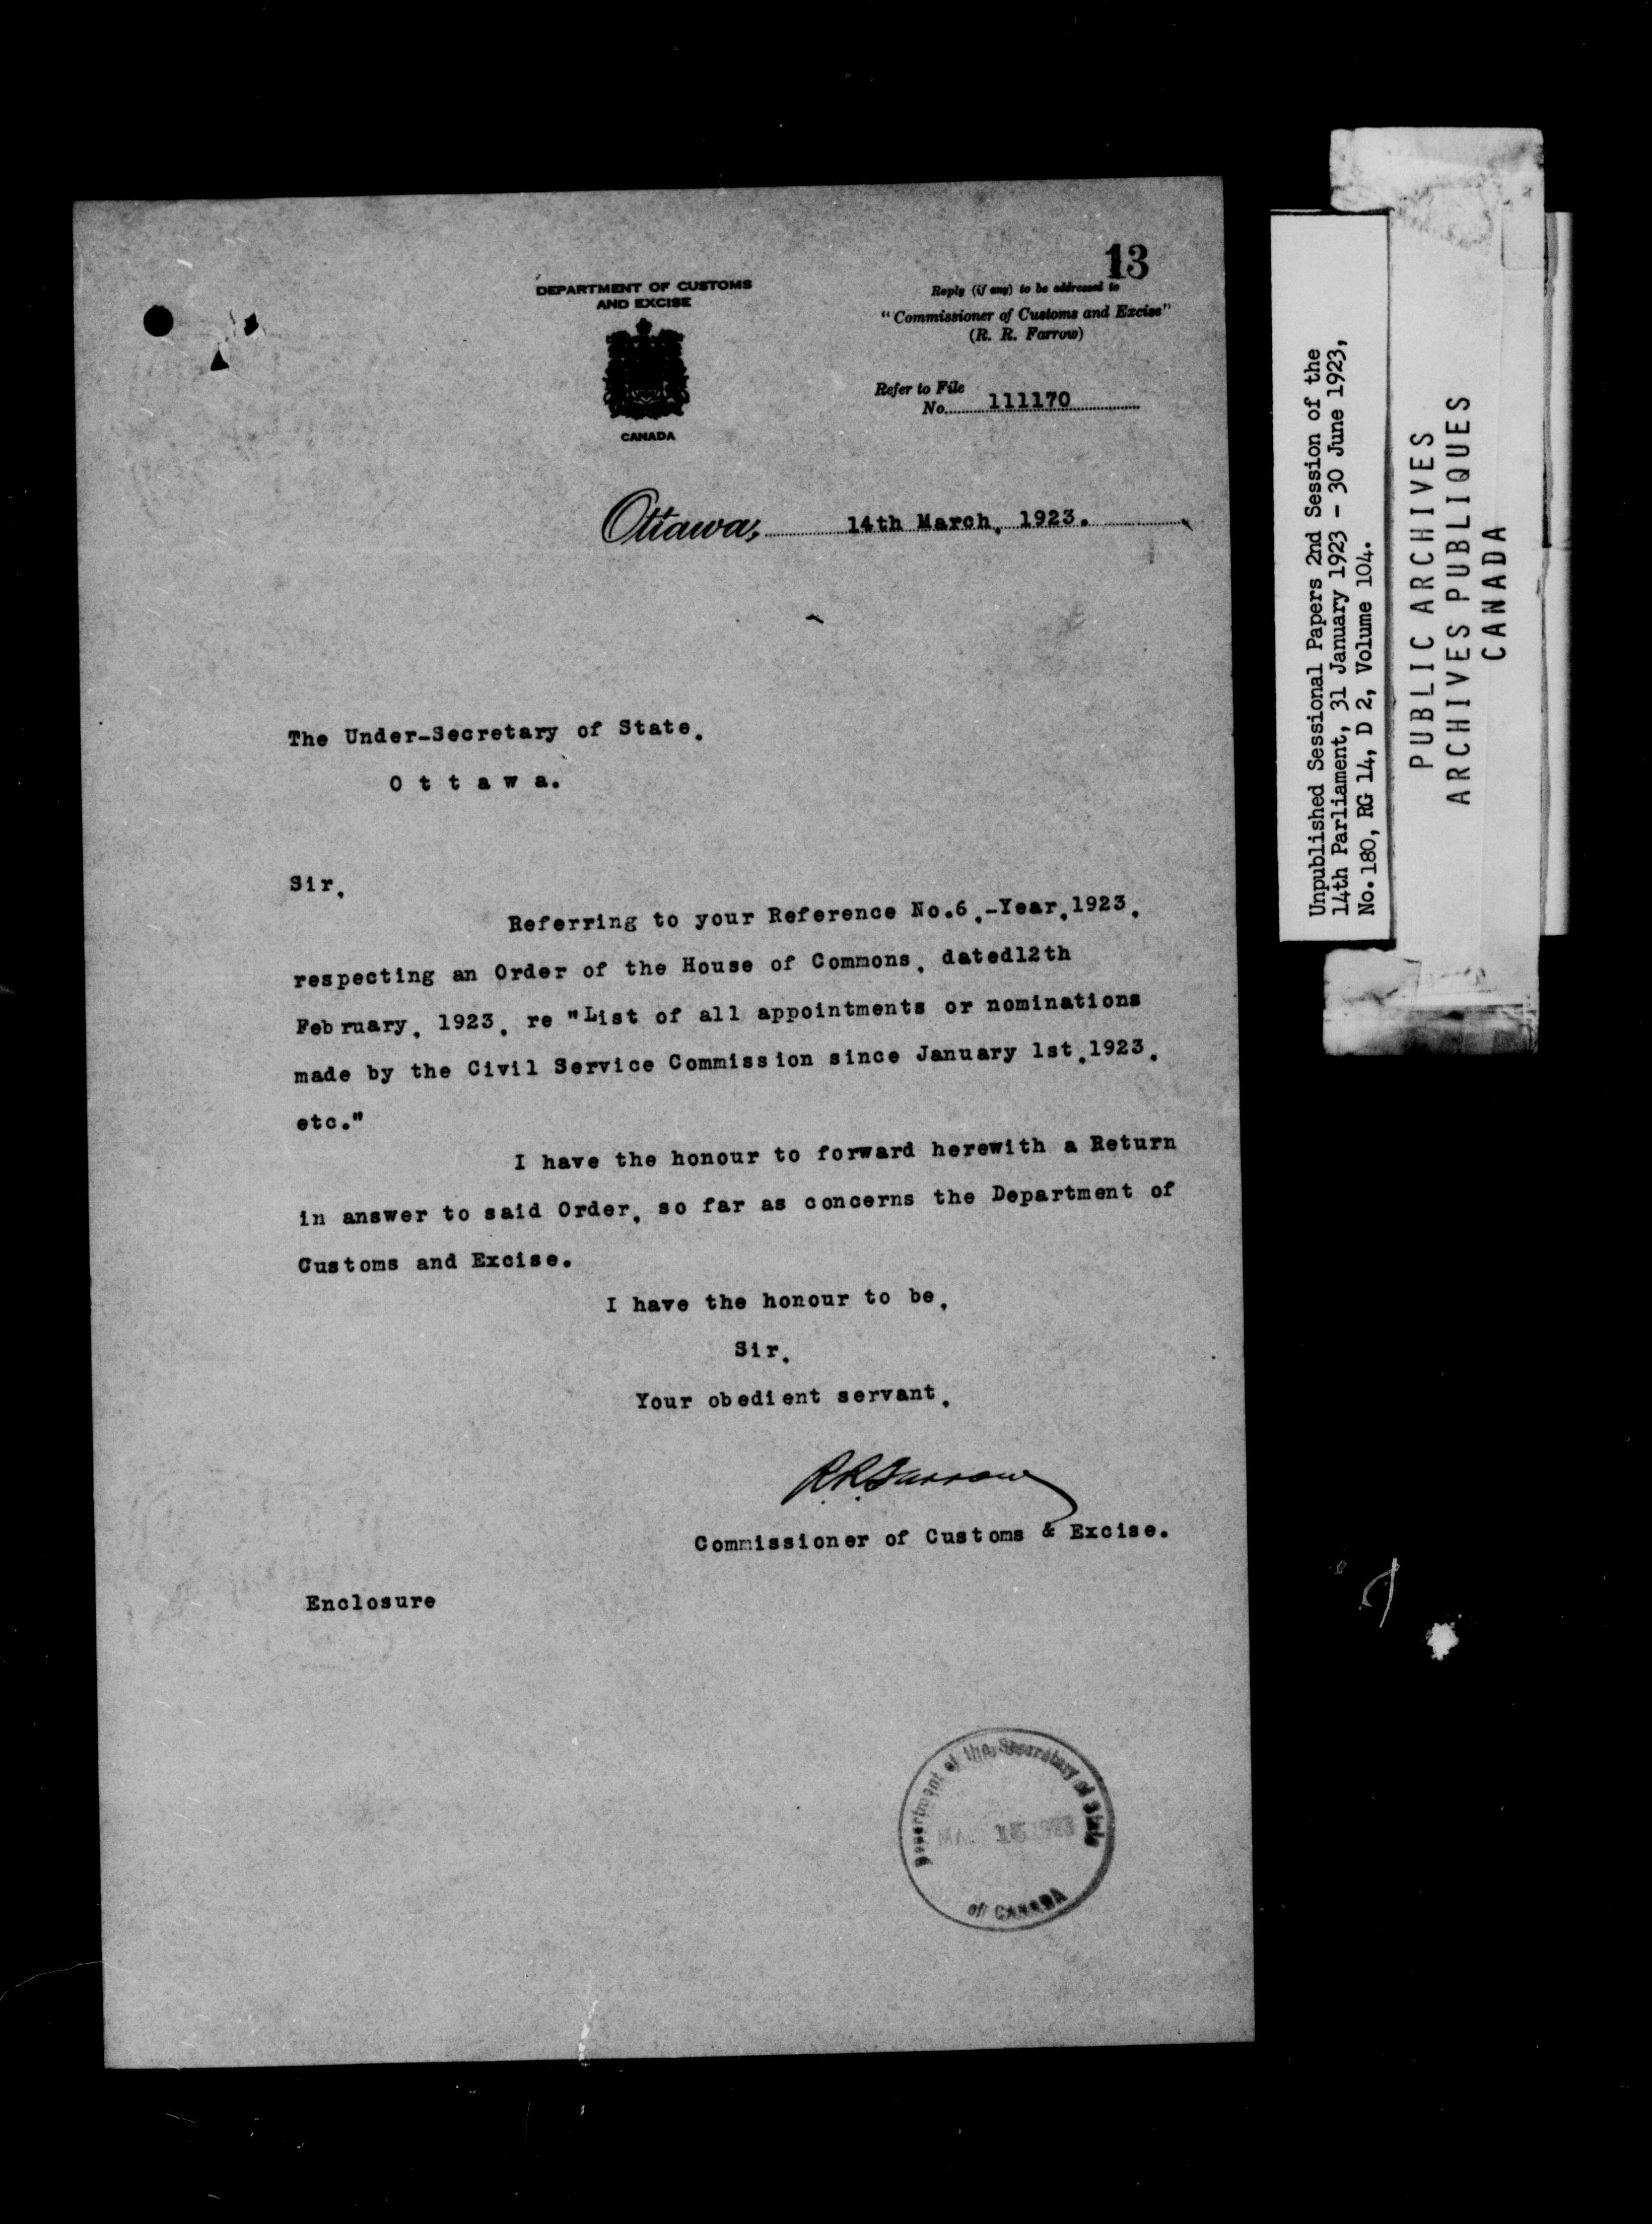 13
DEPARTMENT OF CUSTOMS
AND EXCISE
CANADA
Reply (if any) to be addressed to
"Commissioner of Customs and Excise"
(R. R. Farrow)
Refer to File
No. 111170
Ottawa, 14th March, 1923.
The Under-Secretary of State,
O t t a w a.
Sir,
Referring to your Reference No.6,-Year,1923,
respecting an Order of the House of Commons, dated12th
February, 1923, re "List of all appointments or nominations
made by the Civil Service Commission since January 1st,1923,
etc."
I have the honour to forward herewith a Return
in answer to said Order, so far as concerns the Department of
Customs and Excise.
I have the honour to be,
Sir,
Your obedient servant,
R.R. Farrow
Commissioner of Customs & Excise.
Enclosure
Department of the Secretary of State
of CANADA
Unpublished Sessional Papers 2nd Session of the
14th Parliament, 31 January 1923 - 30 June 1923,
No. 180, RG 14, D 2, Volume 104.
PUBLIC ARCHIVES
ARCHIVES PUBLIQUES
CANADA